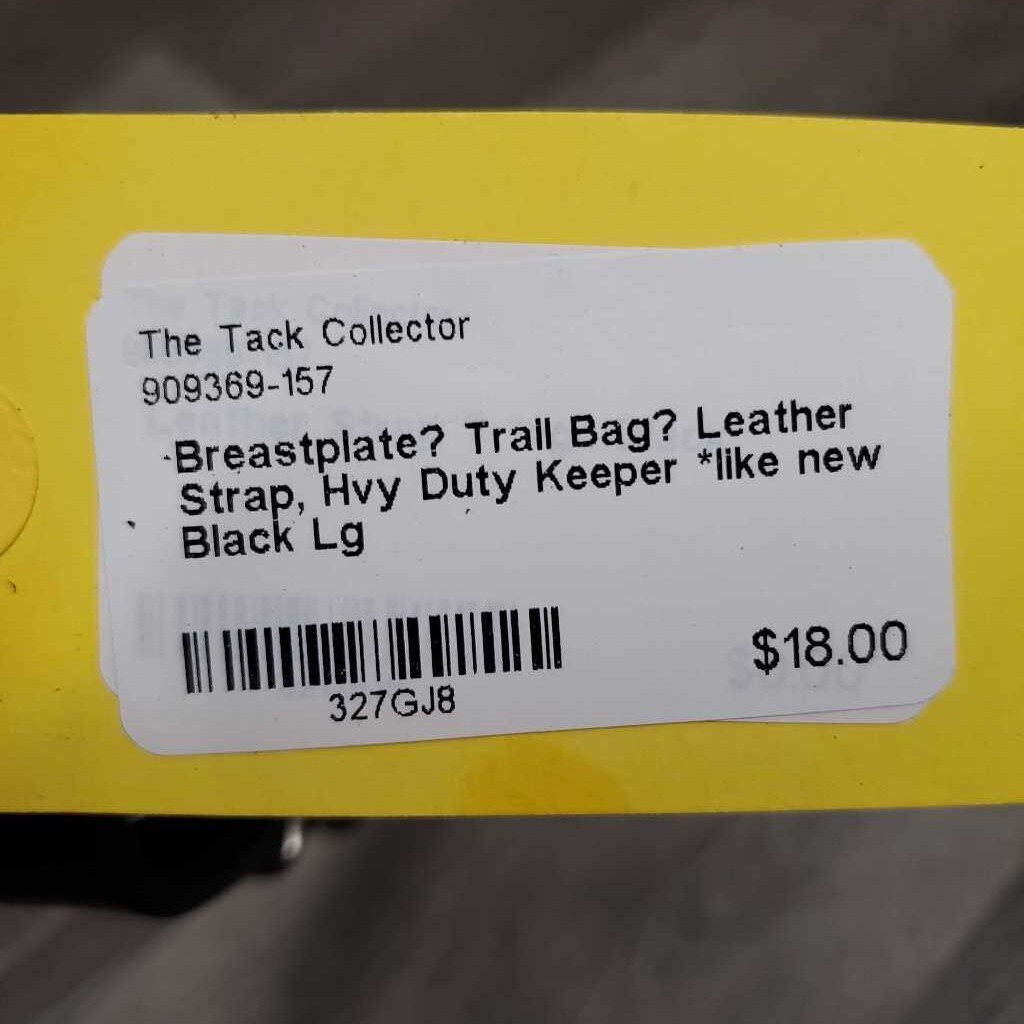 The Tack Collector
909369-157
Breastplate? Trail Bag? Leather
Strap, Hvy Duty Keeper *like new
Black Lg
$18.00
327GJ8